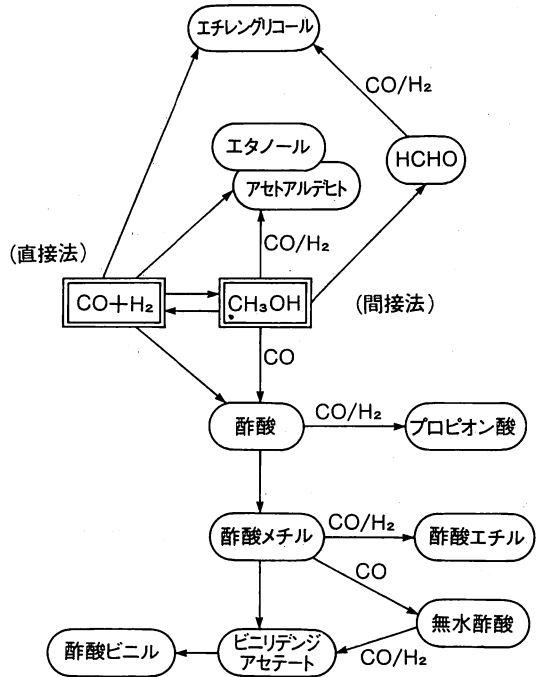 エチレングリコール
CO/H₂
エタノール
HCHO
アセトアルデヒト
CO/H₂
(直接法)
CO+H₂
CH₃OH
(間接法)
CO
酢酸
CO/H₂
プロピオン酸
酢酸メチル
CO/H₂
酢酸エチル
CO
無水酢酸
酢酸ビニル
ビニリデンジ
アセテート
CO/H₂